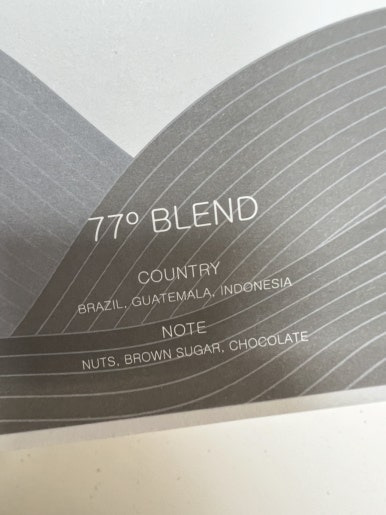 77º BLEND
COUNTRY
BRAZIL, GUATEMALA, INDONESIA
NOTE
NUTS, BROWN SUGAR, CHOCOLATE